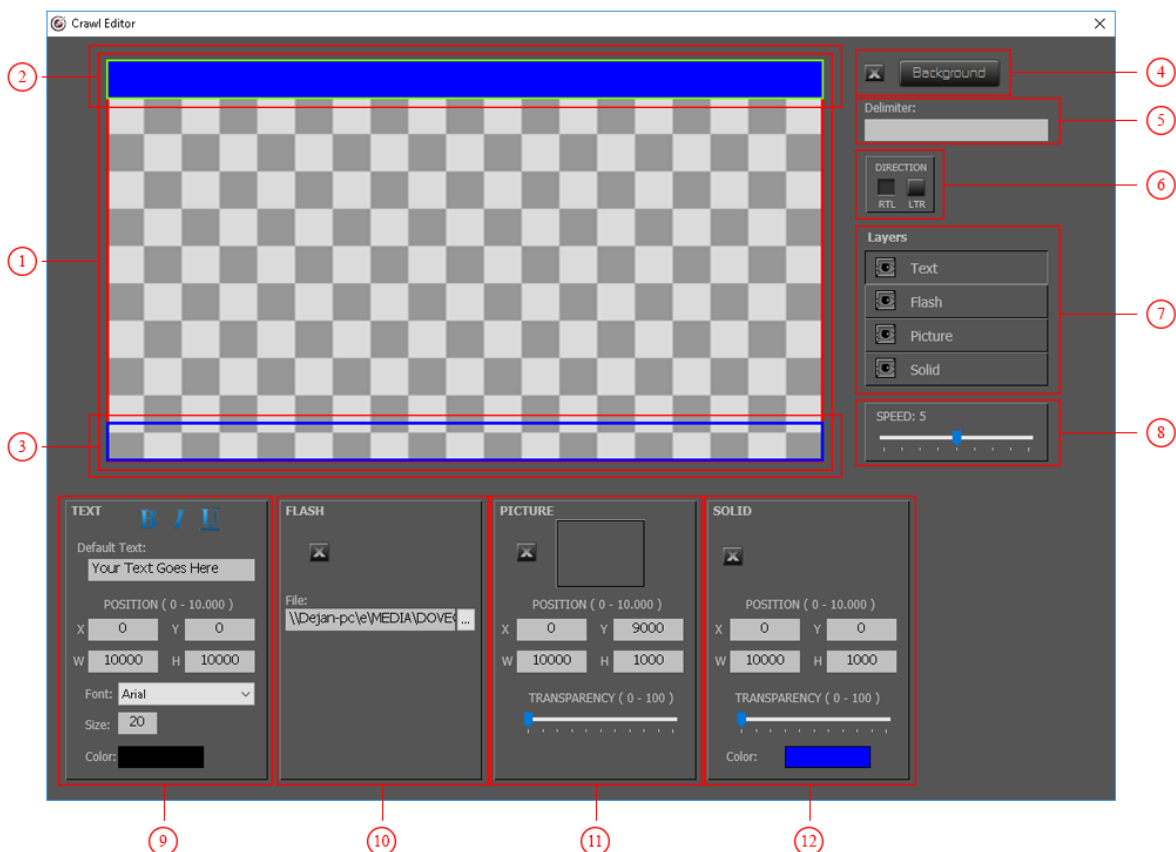 Crawl Editor
2
4
Background
Delimiter:
5
DIRECTION
RTL LTR
6
1
Layers
Text
Flash
Picture
Solid
7
3
SPEED: 5
8
TEXT B I U
Default Text:
Your Text Goes Here
POSITION ( 0 - 10.000 )
X 0 Y 0
W 10000 H 10000
Font: Arial
Size: 20
Color:
FLASH
X
File:
\\Dejan-pc\e\MEDIA\DOVE ...
PICTURE
X
POSITION ( 0 - 10.000 )
X 0 Y 9000
W 10000 H 1000
TRANSPARENCY ( 0 - 100 )
SOLID
X
POSITION ( 0 - 10.000 )
X 0 Y 0
W 10000 H 1000
TRANSPARENCY ( 0 - 100 )
Color:
9
10
11
12